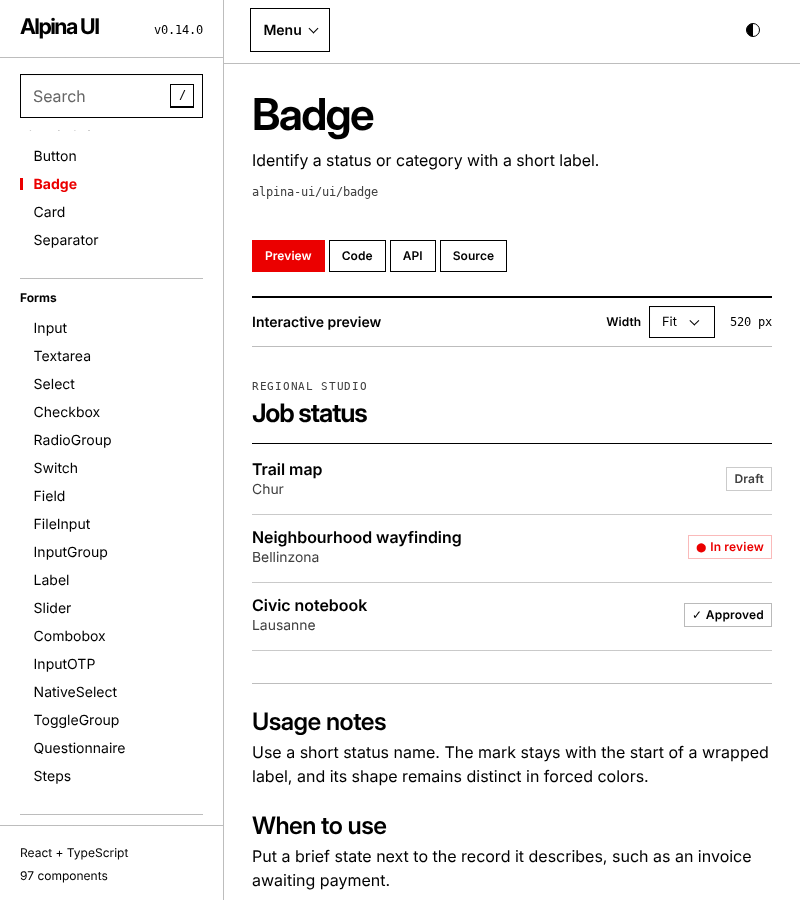 Alpina UI
v0.14.0
Search
/
Button
Badge
Card
Separator
Forms
Input
Textarea
Select
Checkbox
RadioGroup
Switch
Field
FileInput
InputGroup
Label
Slider
Combobox
InputOTP
NativeSelect
ToggleGroup
Questionnaire
Steps
React + TypeScript
97 components
Menu
Badge
Identify a status or category with a short label.
alpina-ui/ui/badge
Preview
Code
API
Source
Interactive preview
Width
Fit
520 px
REGIONAL STUDIO
Job status
Trail map
Chur
Draft
Neighbourhood wayfinding
Bellinzona
In review
Civic notebook
Lausanne
✓ Approved
Usage notes
Use a short status name. The mark stays with the start of a wrapped
label, and its shape remains distinct in forced colors.
When to use
Put a brief state next to the record it describes, such as an invoice
awaiting payment.